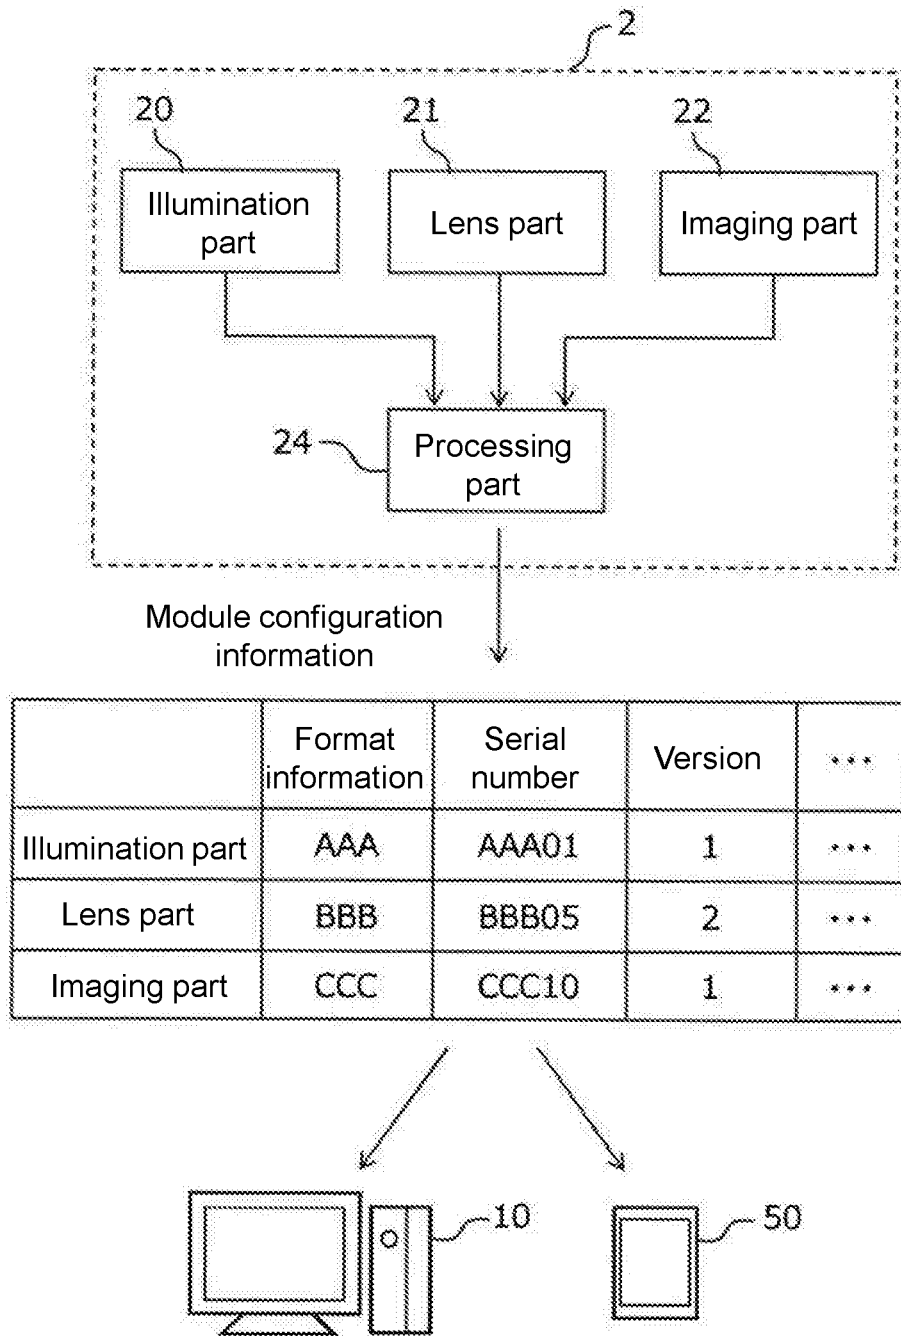 2
20
21
22
Illumination
part
Lens part
Imaging part
24
Processing
part
Module configuration
information
Format
information
Serial
number
Version
...
Illumination part
AAA
AAA01
1
...
Lens part
BBB
BBB05
2
...
Imaging part
CCC
CCC10
1
...
10
50